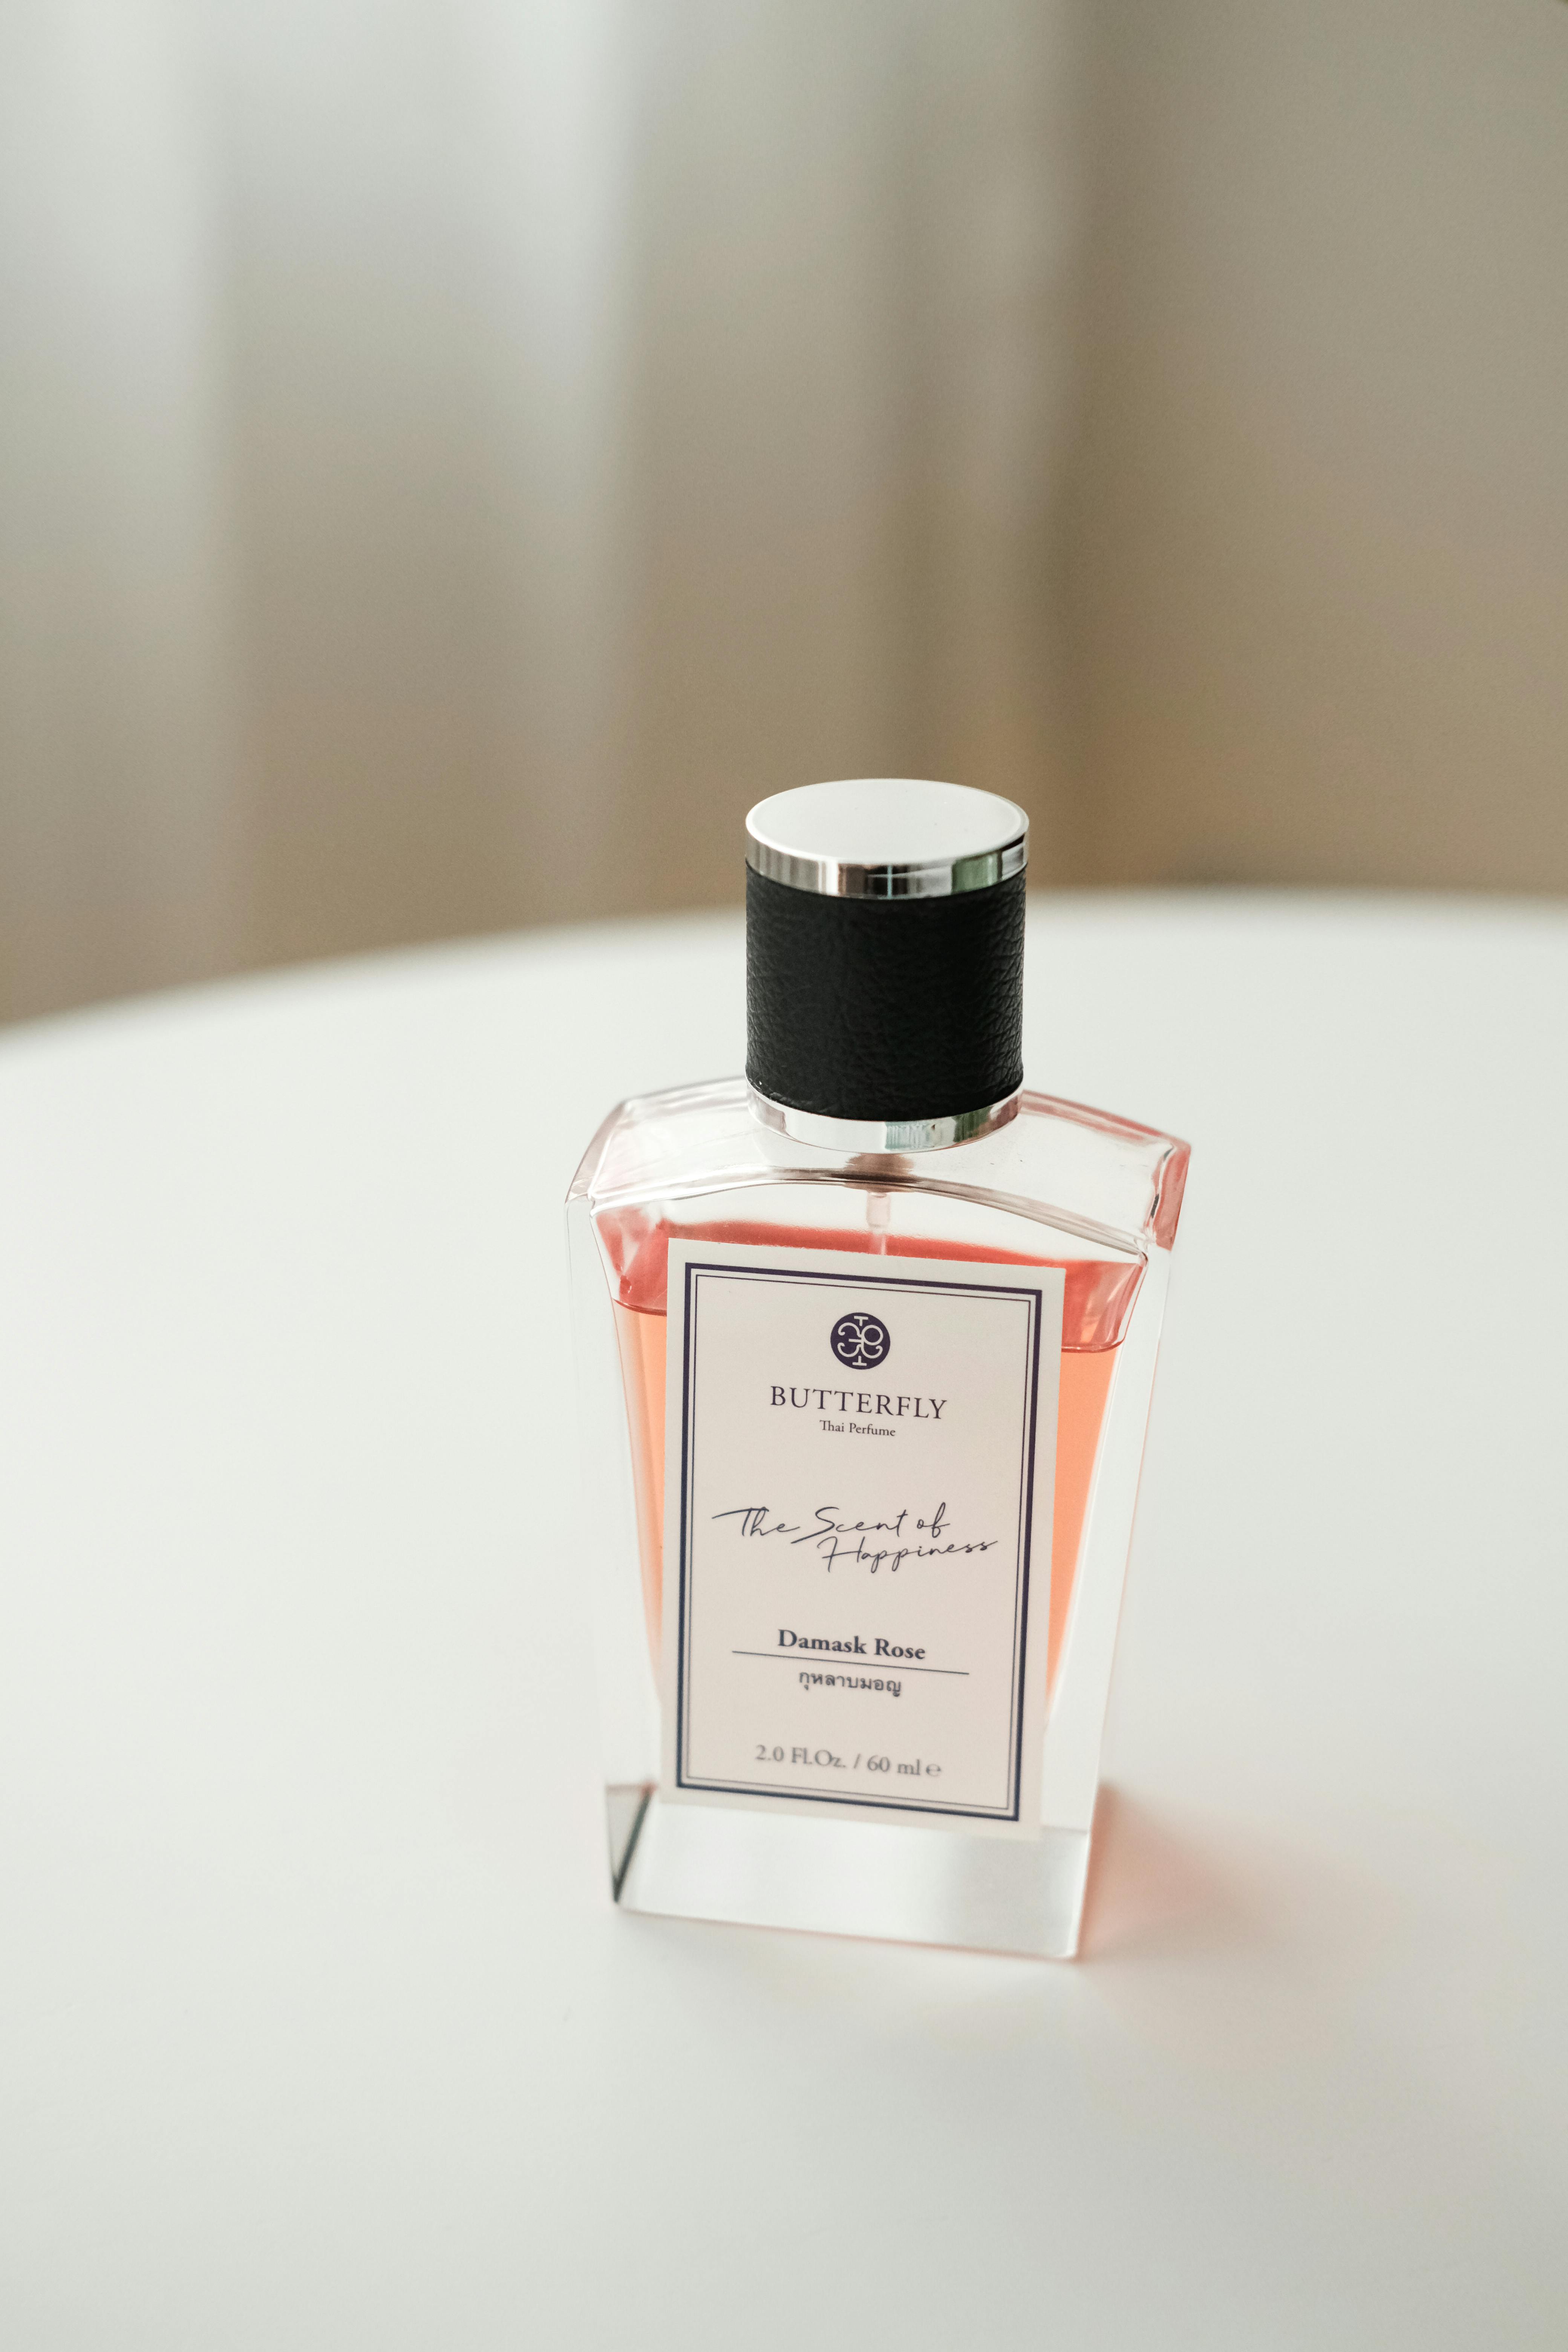 BUTTERFLY
Thai Perfume
The Scent of
Happiness
Damask Rose
กุหลาบมอญ
2.0 Fl.Oz. / 60 ml ℮